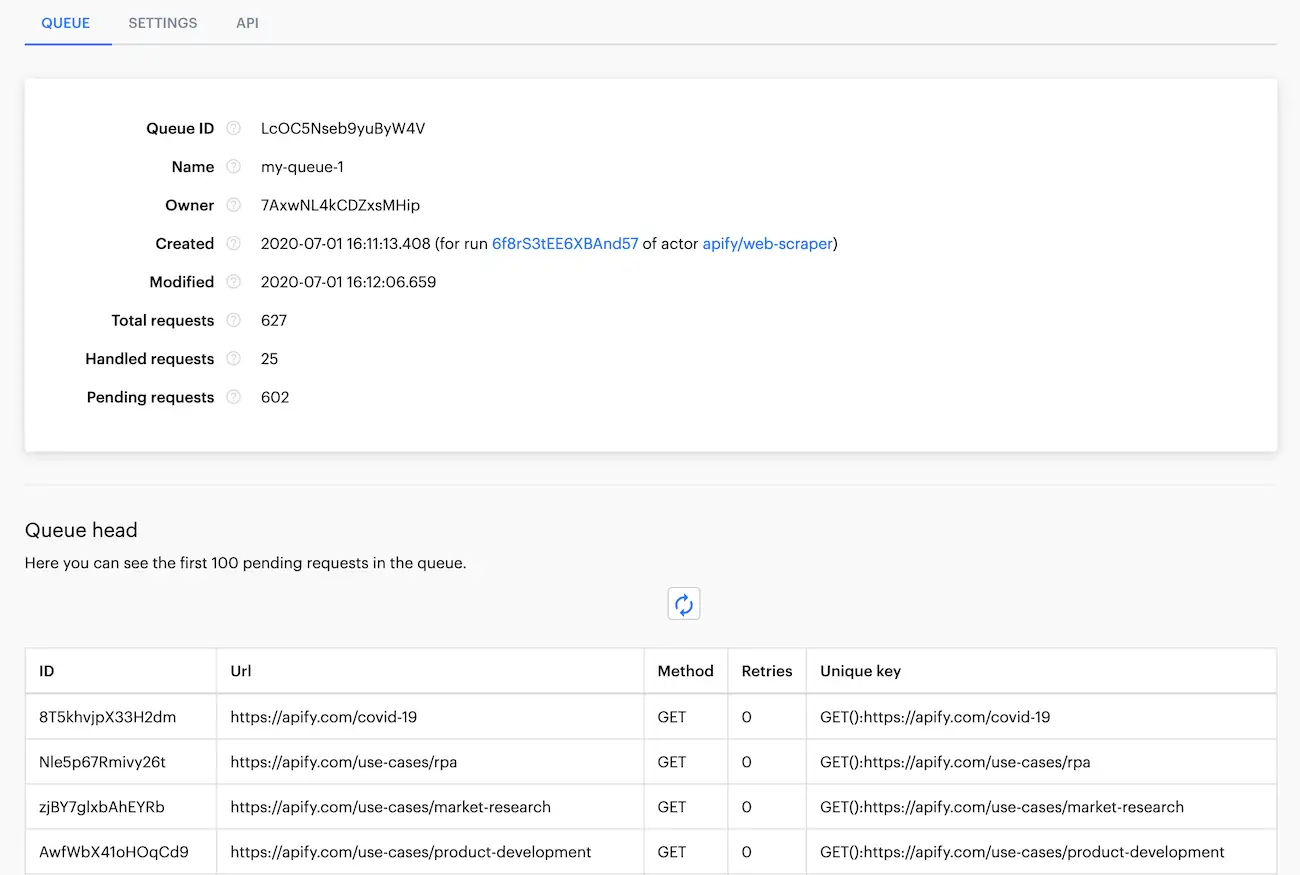 QUEUE SETTINGS API
Queue ID LcOC5Nseb9yuByW4V
Name my-queue-1
Owner 7AxwNL4kCDZxsMHip
Created 2020-07-01 16:11:13.408 (for run 6f8rS3tEE6XBAnd57 of actor apify/web-scraper)
Modified 2020-07-01 16:12:06.659
Total requests 627
Handled requests 25
Pending requests 602
Queue head
Here you can see the first 100 pending requests in the queue.
ID Url Method Retries Unique key
8T5khvjpX33H2dm https://apify.com/covid-19 GET 0 GET():https://apify.com/covid-19
Nle5p67Rmivy26t https://apify.com/use-cases/rpa GET 0 GET():https://apify.com/use-cases/rpa
zjBY7glxbAhEYRb https://apify.com/use-cases/market-research GET 0 GET():https://apify.com/use-cases/market-research
AwfWbX41oHOqCd9 https://apify.com/use-cases/product-development GET 0 GET():https://apify.com/use-cases/product-development